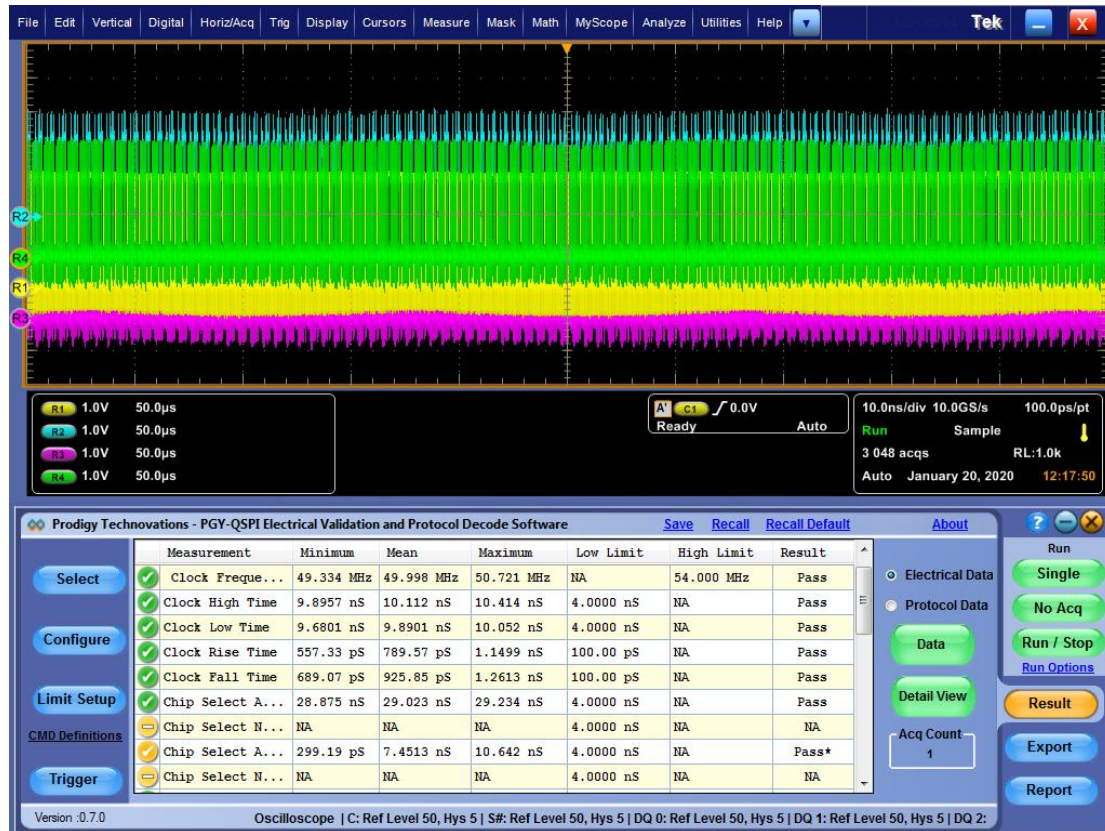 File Edit Vertical Digital Horiz/Acq Trig Display Cursors Measure Mask Math MyScope Analyze Utilities Help Tek X
R2
R4
R1
R3
R1 1.0V 50.0µs
R2 1.0V 50.0µs
R3 1.0V 50.0µs
R4 1.0V 50.0µs
A' C1 0.0V
Ready Auto
10.0ns/div 10.0GS/s 100.0ps/pt
Run Sample
3 048 acqs RL:1.0k
Auto January 20, 2020 12:17:50
Prodigy Technovations - PGY-QSPI Electrical Validation and Protocol Decode Software Save Recall Recall Default About ?
Select
Configure
Limit Setup
CMD Definitions
Trigger
Measurement Minimum Mean Maximum Low Limit High Limit Result
Clock Freque... 49.334 MHz 49.998 MHz 50.721 MHz NA 54.000 MHz Pass
Clock High Time 9.8957 nS 10.112 nS 10.414 nS 4.0000 nS NA Pass
Clock Low Time 9.6801 nS 9.8901 nS 10.052 nS 4.0000 nS NA Pass
Clock Rise Time 557.33 pS 789.57 pS 1.1499 nS 100.00 pS NA Pass
Clock Fall Time 689.07 pS 925.85 pS 1.2613 nS 100.00 pS NA Pass
Chip Select A... 28.875 nS 29.023 nS 29.234 nS 4.0000 nS NA Pass
Chip Select N... NA NA NA 4.0000 nS NA NA
Chip Select A... 299.19 pS 7.4513 nS 10.642 nS 4.0000 nS NA Pass*
Chip Select N... NA NA NA 4.0000 nS NA NA
Electrical Data
Protocol Data
Data
Detail View
Acq Count
1
Run
Single
No Acq
Run / Stop
Run Options
Result
Export
Report
Version :0.7.0 Oscilloscope | C: Ref Level 50, Hys 5 | S#: Ref Level 50, Hys 5 | DQ 0: Ref Level 50, Hys 5 | DQ 1: Ref Level 50, Hys 5 | DQ 2: